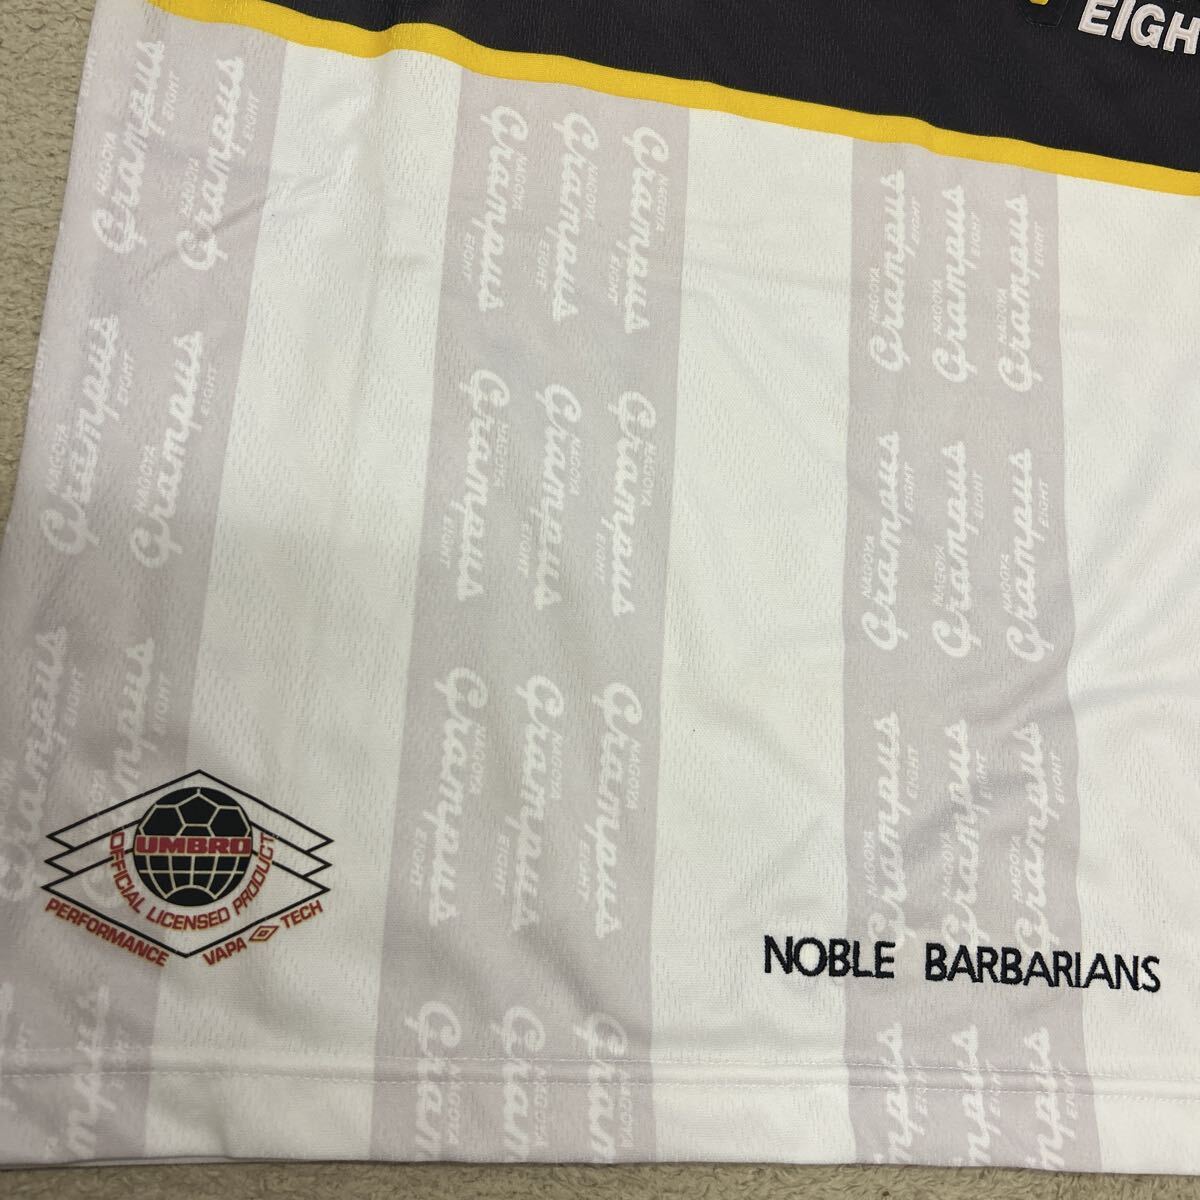 EIGH
NAGOYA
Grampus
EIGHT
UMBRO
OFFICIAL LICENSED PRODUCT
PERFORMANCE VAPA TECH
NOBLE BARBARIANS